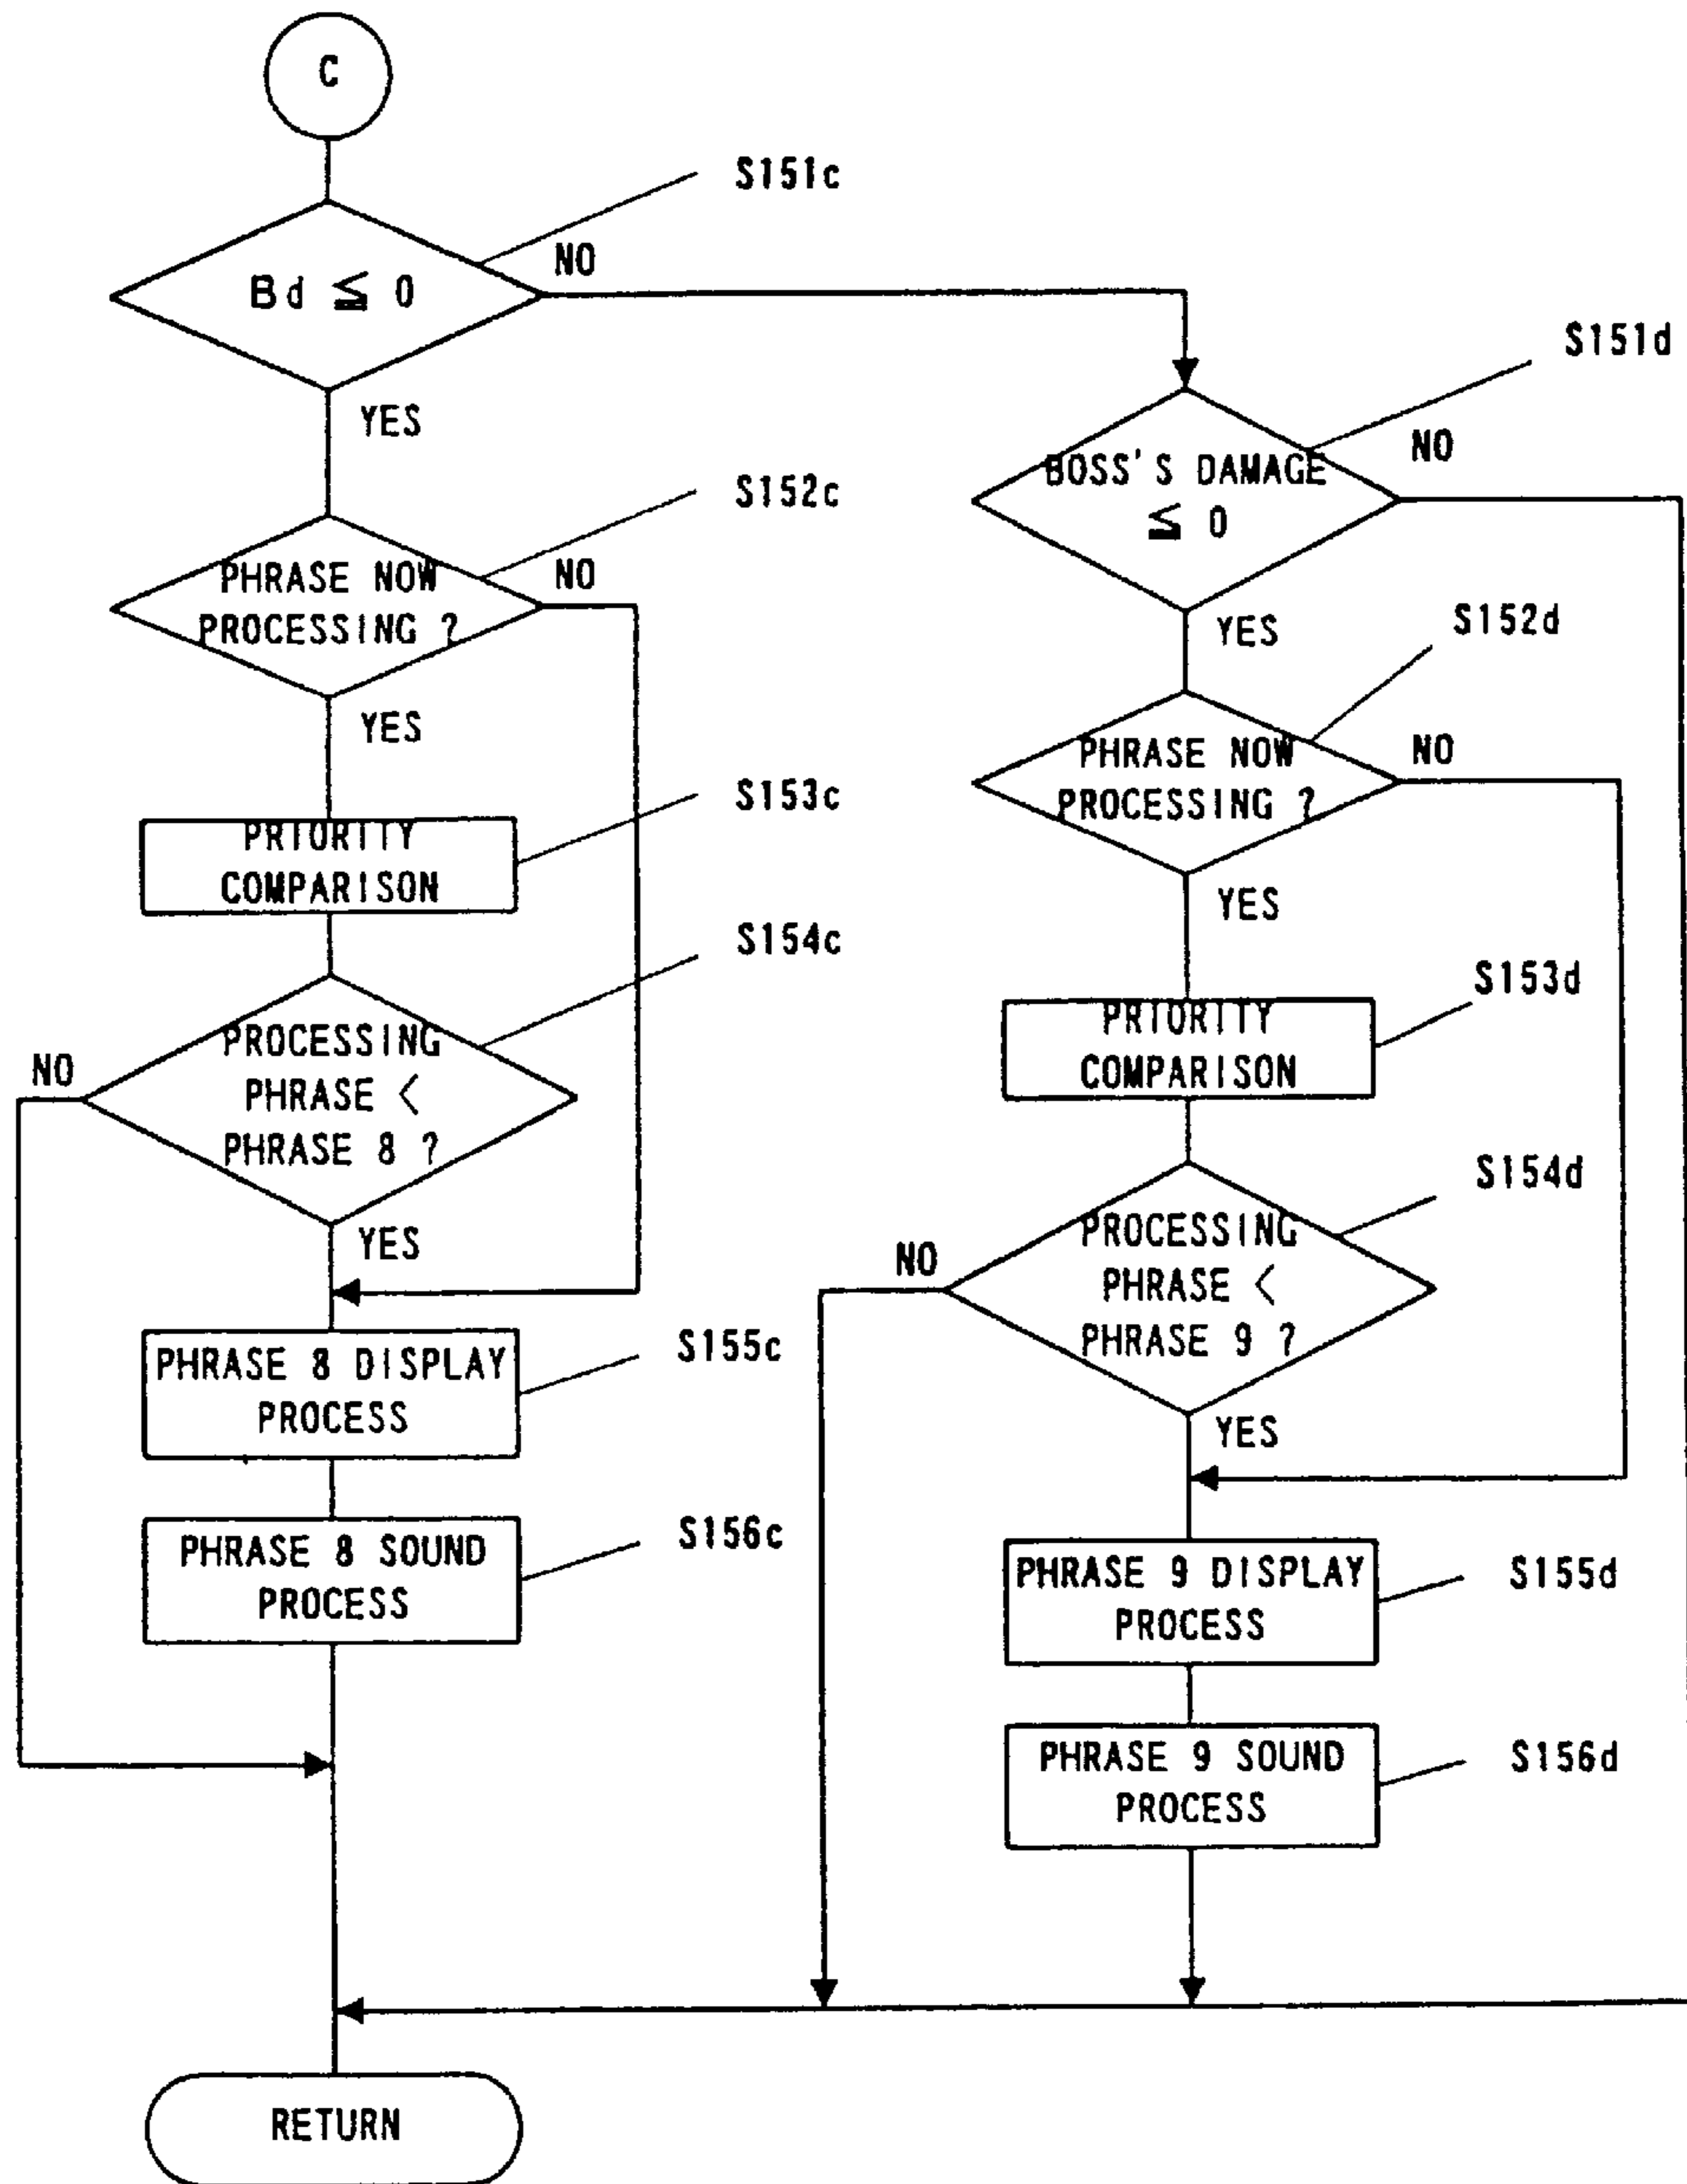 C
S151c
Bd ≦ 0
NO
YES
S152c
PHRASE NOW
PROCESSING ?
NO
YES
S153c
PRIORITY
COMPARISON
S154c
PROCESSING
PHRASE <
PHRASE 8 ?
NO
YES
PHRASE 8 DISPLAY
PROCESS
S155c
PHRASE 8 SOUND
PROCESS
S156c
RETURN
S151d
BOSS'S DAMAGE
≦ 0
NO
YES
S152d
PHRASE NOW
PROCESSING ?
NO
YES
S153d
PRIORITY
COMPARISON
S154d
PROCESSING
PHRASE <
PHRASE 9 ?
NO
YES
PHRASE 9 DISPLAY
PROCESS
S155d
PHRASE 9 SOUND
PROCESS
S156d